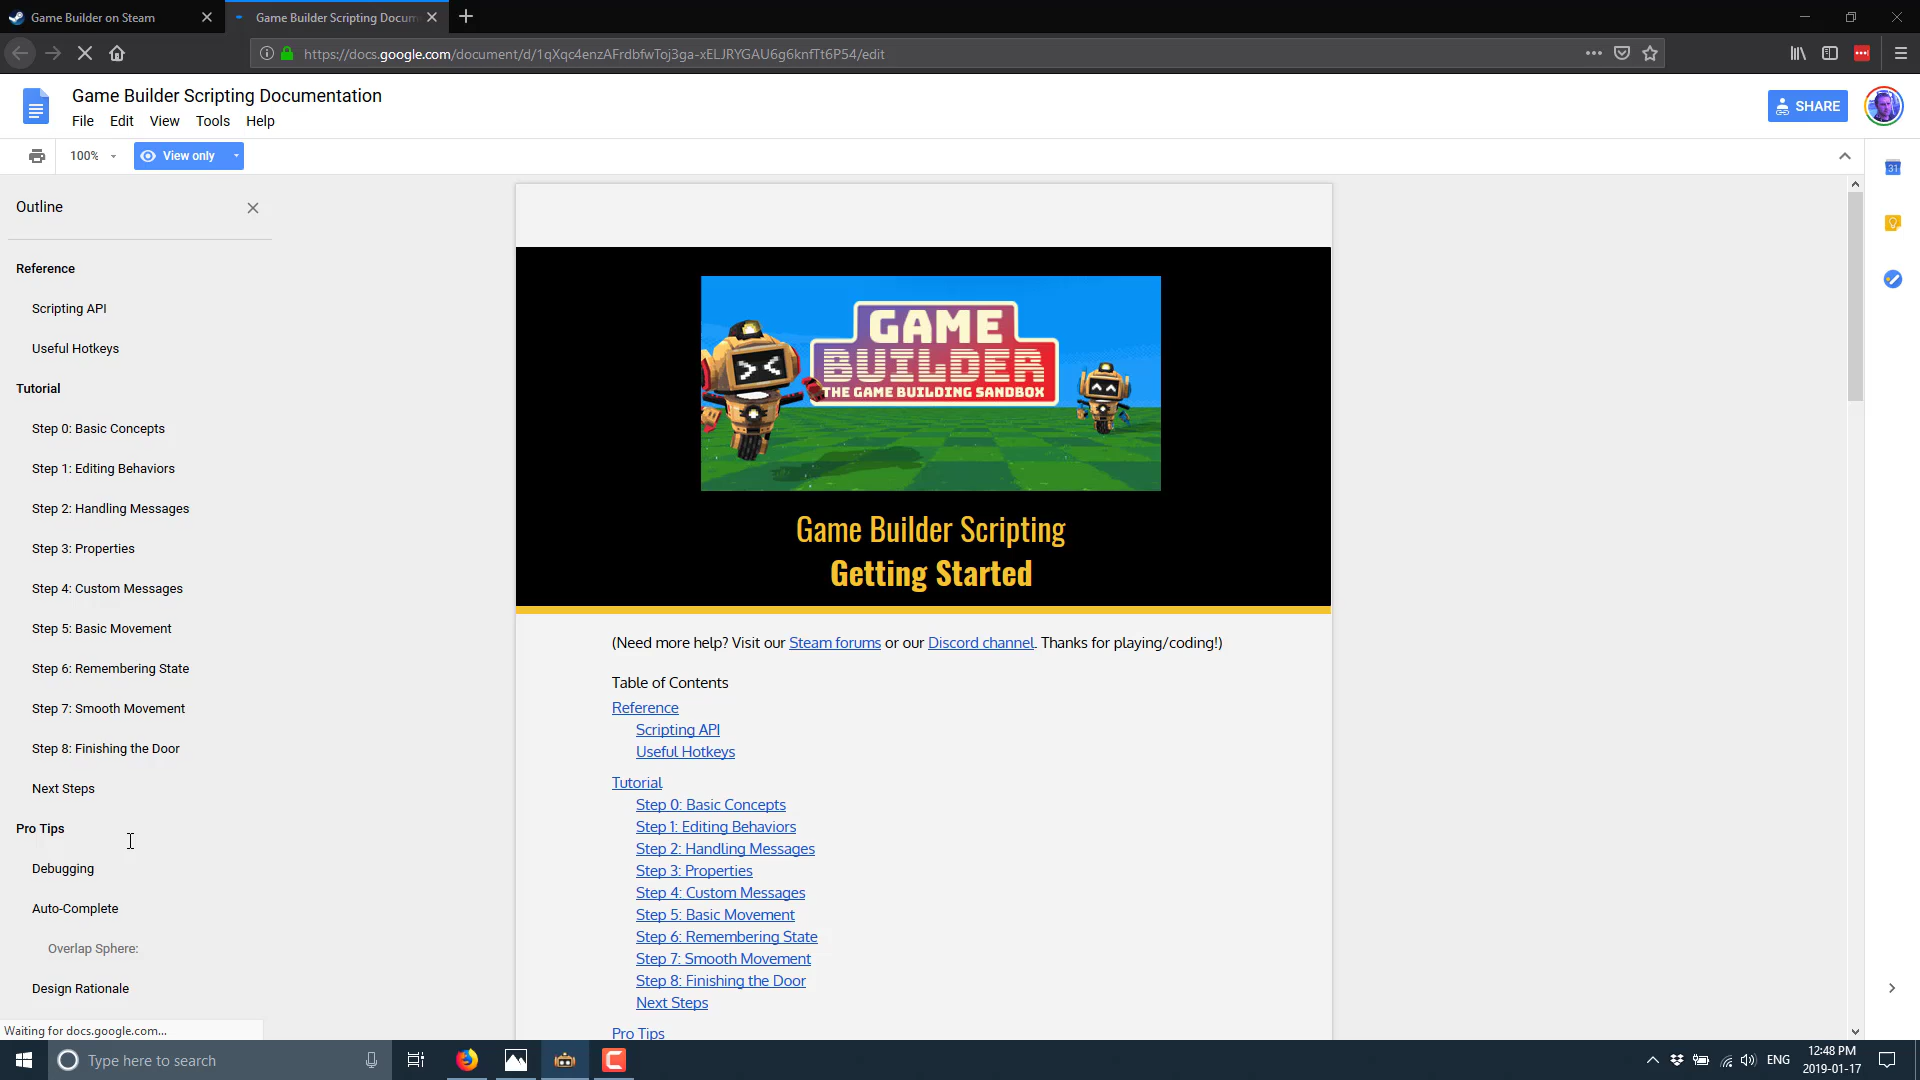 Game Builder on Steam
Game Builder Scripting Docum
https://docs.google.com/document/d/1qXqc4enzAFrdbfwToj3ga-xELJRYGAU6g6knfTt6P54/edit
Game Builder Scripting Documentation
File Edit View Tools Help
SHARE
100%
View only
31
Outline
Reference
Scripting API
Useful Hotkeys
Tutorial
Step 0: Basic Concepts
Step 1: Editing Behaviors
Step 2: Handling Messages
Step 3: Properties
Step 4: Custom Messages
Step 5: Basic Movement
Step 6: Remembering State
Step 7: Smooth Movement
Step 8: Finishing the Door
Next Steps
Pro Tips
Debugging
Auto-Complete
Overlap Sphere:
Design Rationale
GAME
BUILDER
THE GAME BUILDING SANDBOX
Game Builder Scripting
Getting Started
(Need more help? Visit our Steam forums or our Discord channel. Thanks for playing/coding!)
Table of Contents
Reference
Scripting API
Useful Hotkeys
Tutorial
Step 0: Basic Concepts
Step 1: Editing Behaviors
Step 2: Handling Messages
Step 3: Properties
Step 4: Custom Messages
Step 5: Basic Movement
Step 6: Remembering State
Step 7: Smooth Movement
Step 8: Finishing the Door
Next Steps
Pro Tips
Waiting for docs.google.com...
Type here to search
ENG
12:48 PM
2019-01-17